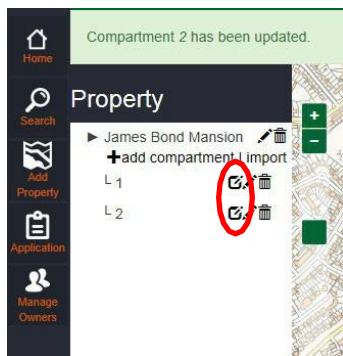 Compartment 2 has been updated.
Home
Search
Add
Property
Application
Manage
Owners
Property
► James Bond Mansion
+add compartment | import
└ 1
└ 2
+
−